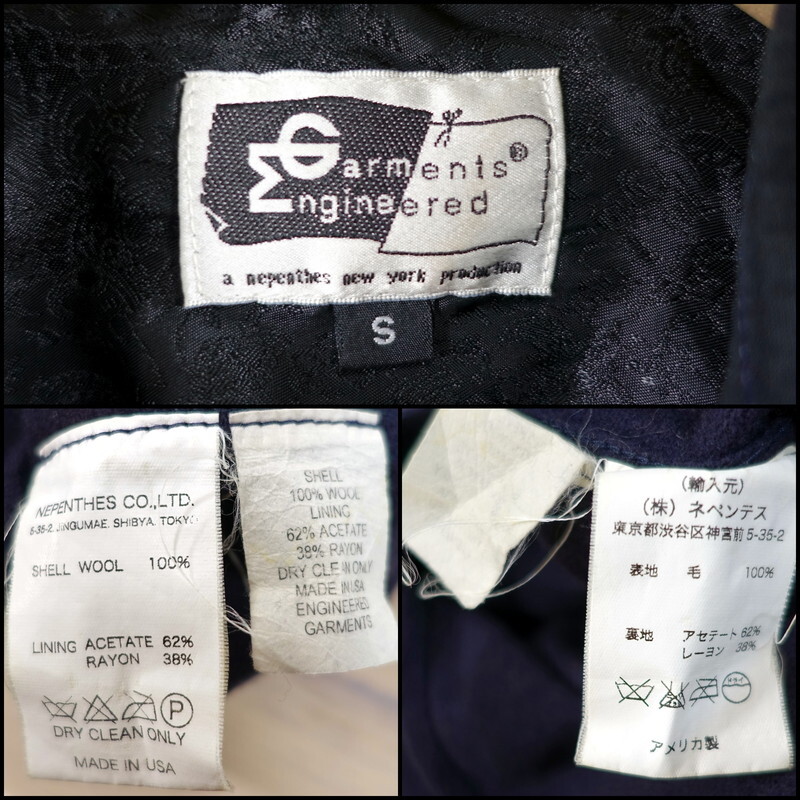 Garments®
Engineered
a nepenthes new york production
S
NEPENTHES CO.,LTD.
5-35-2, JINGUMAE, SHIBYA, TOKYO
SHELL WOOL 100%
LINING ACETATE 62%
RAYON 38%
P
DRY CLEAN ONLY
MADE IN USA
SHELL
100% WOOL
LINING
62% ACETATE
38% RAYON
DRY CLEAN ONLY
MADE IN USA
ENGINEERED
GARMENTS
(輸入元)
(株) ネペンテス
東京都渋谷区神宮前5-35-2
表地 毛 100%
裏地 アセテート 62%
レーヨン 38%
ドライ
アメリカ製